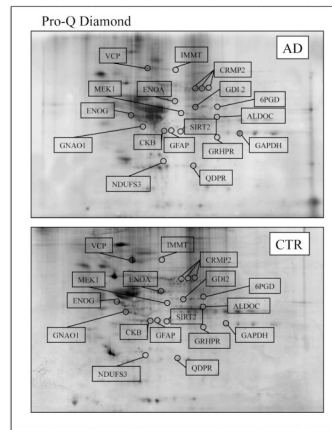 Pro-Q Diamond
AD
VCP
IMMT
CRMP2
MEK1
ENOA
GDI 2
6PGD
ENOG
ALDOC
GNAO1
SIRT2
CKB
GFAP
GRHPR
GAPDH
NDUFS3
QDPR
CTR
VCP
IMMT
CRMP2
MEK1
ENOA
GDI2
6PGD
ENOG
ALDOC
GNAO1
SIRT2
CKB
GFAP
GRHPR
GAPDH
NDUFS3
QDPR